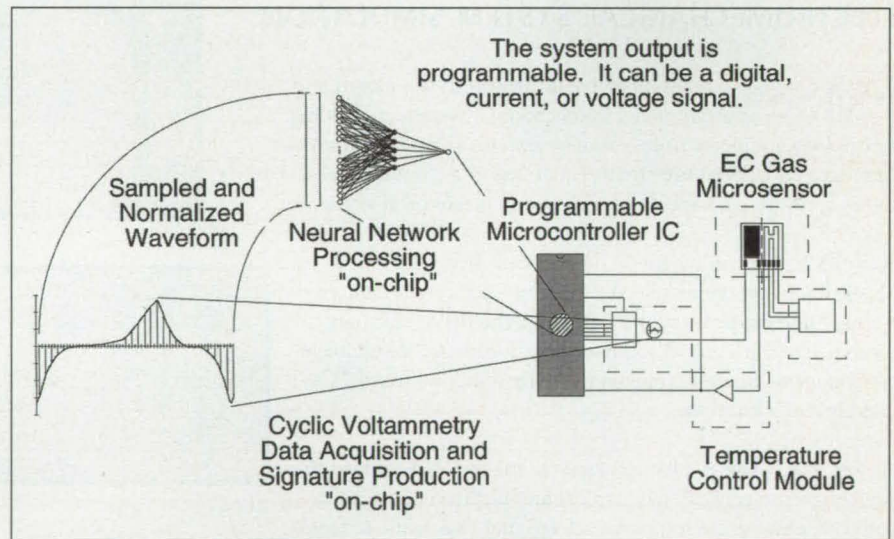 The system output is
programmable. It can be a digital,
current, or voltage signal.
EC Gas
Microsensor
Sampled and
Normalized
Waveform
Neural Network
Processing
"on-chip"
Programmable
Microcontroller IC
Cyclic Voltammetry
Data Acquisition and
Signature Production
"on-chip"
Temperature
Control Module